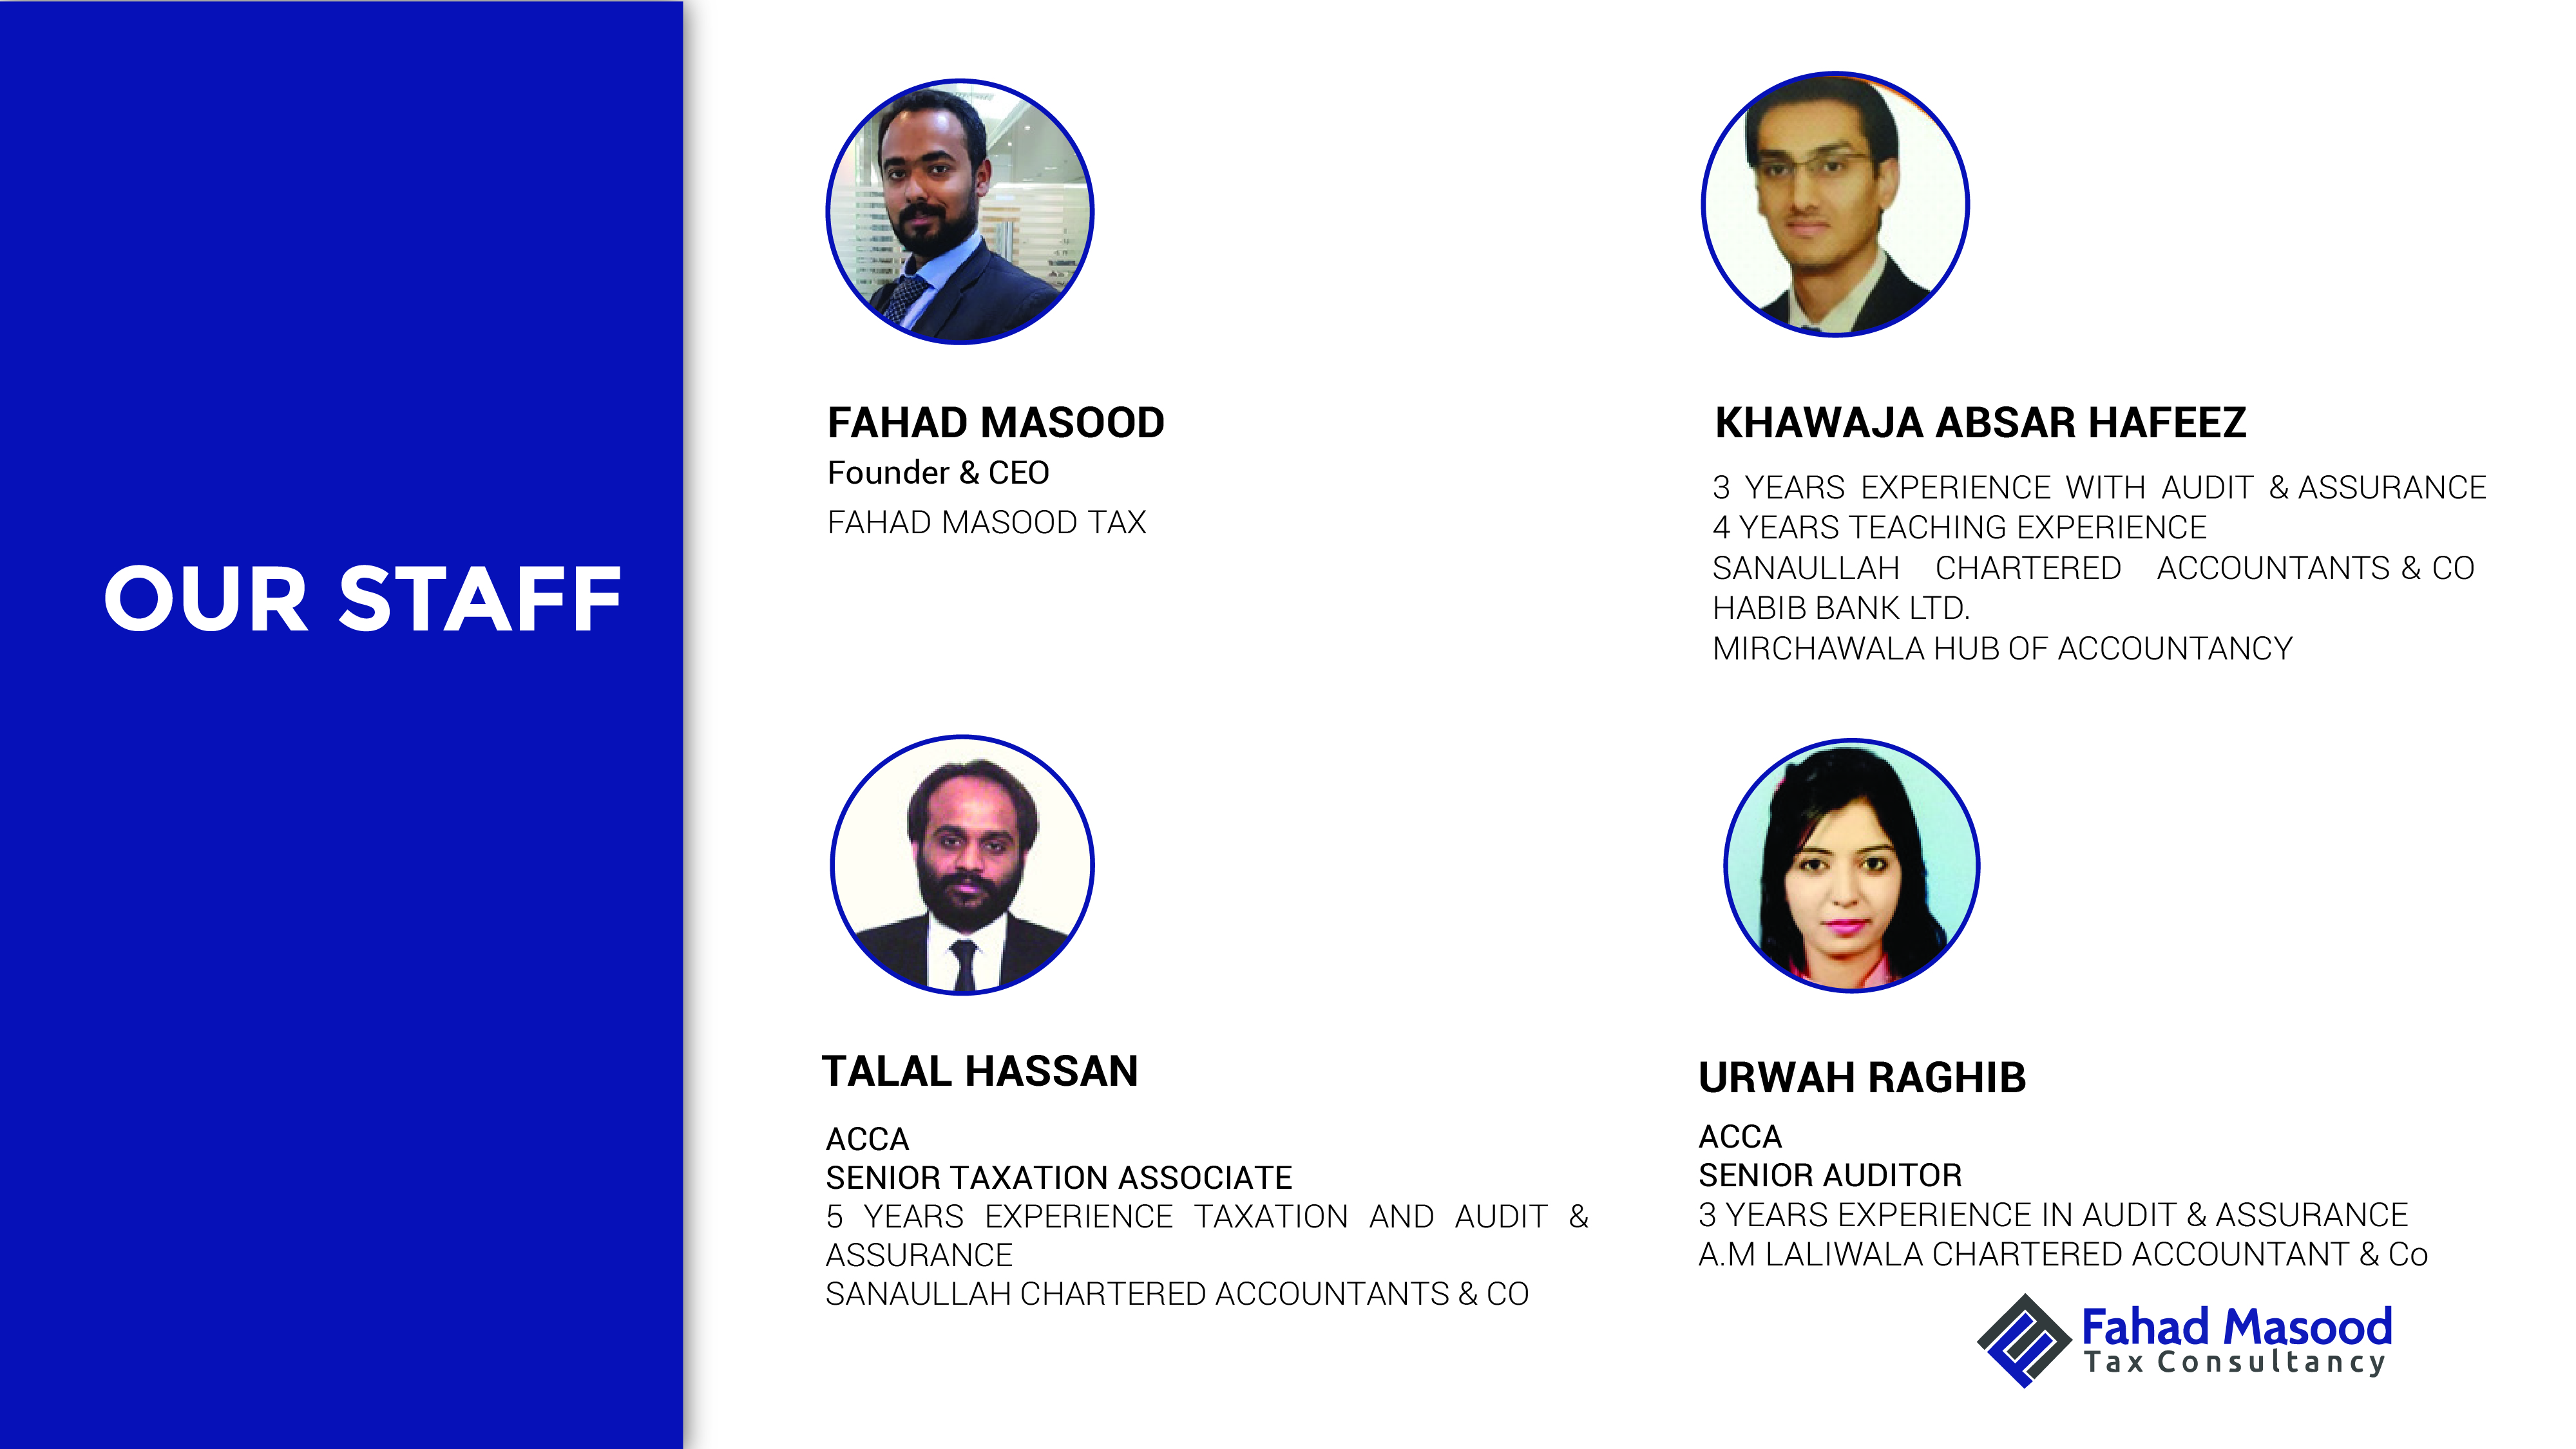 OUR STAFF
FAHAD MASOOD
Founder & CEO
FAHAD MASOOD TAX
KHAWAJA ABSAR HAFEEZ
3 YEARS EXPERIENCE WITH AUDIT & ASSURANCE
4 YEARS TEACHING EXPERIENCE
SANAULLAH CHARTERED ACCOUNTANTS & CO
HABIB BANK LTD.
MIRCHAWALA HUB OF ACCOUNTANCY
TALAL HASSAN
ACCA
SENIOR TAXATION ASSOCIATE
5 YEARS EXPERIENCE TAXATION AND AUDIT &
ASSURANCE
SANAULLAH CHARTERED ACCOUNTANTS & CO
URWAH RAGHIB
ACCA
SENIOR AUDITOR
3 YEARS EXPERIENCE IN AUDIT & ASSURANCE
A.M LALIWALA CHARTERED ACCOUNTANT & Co
Fahad Masood
Tax Consultancy